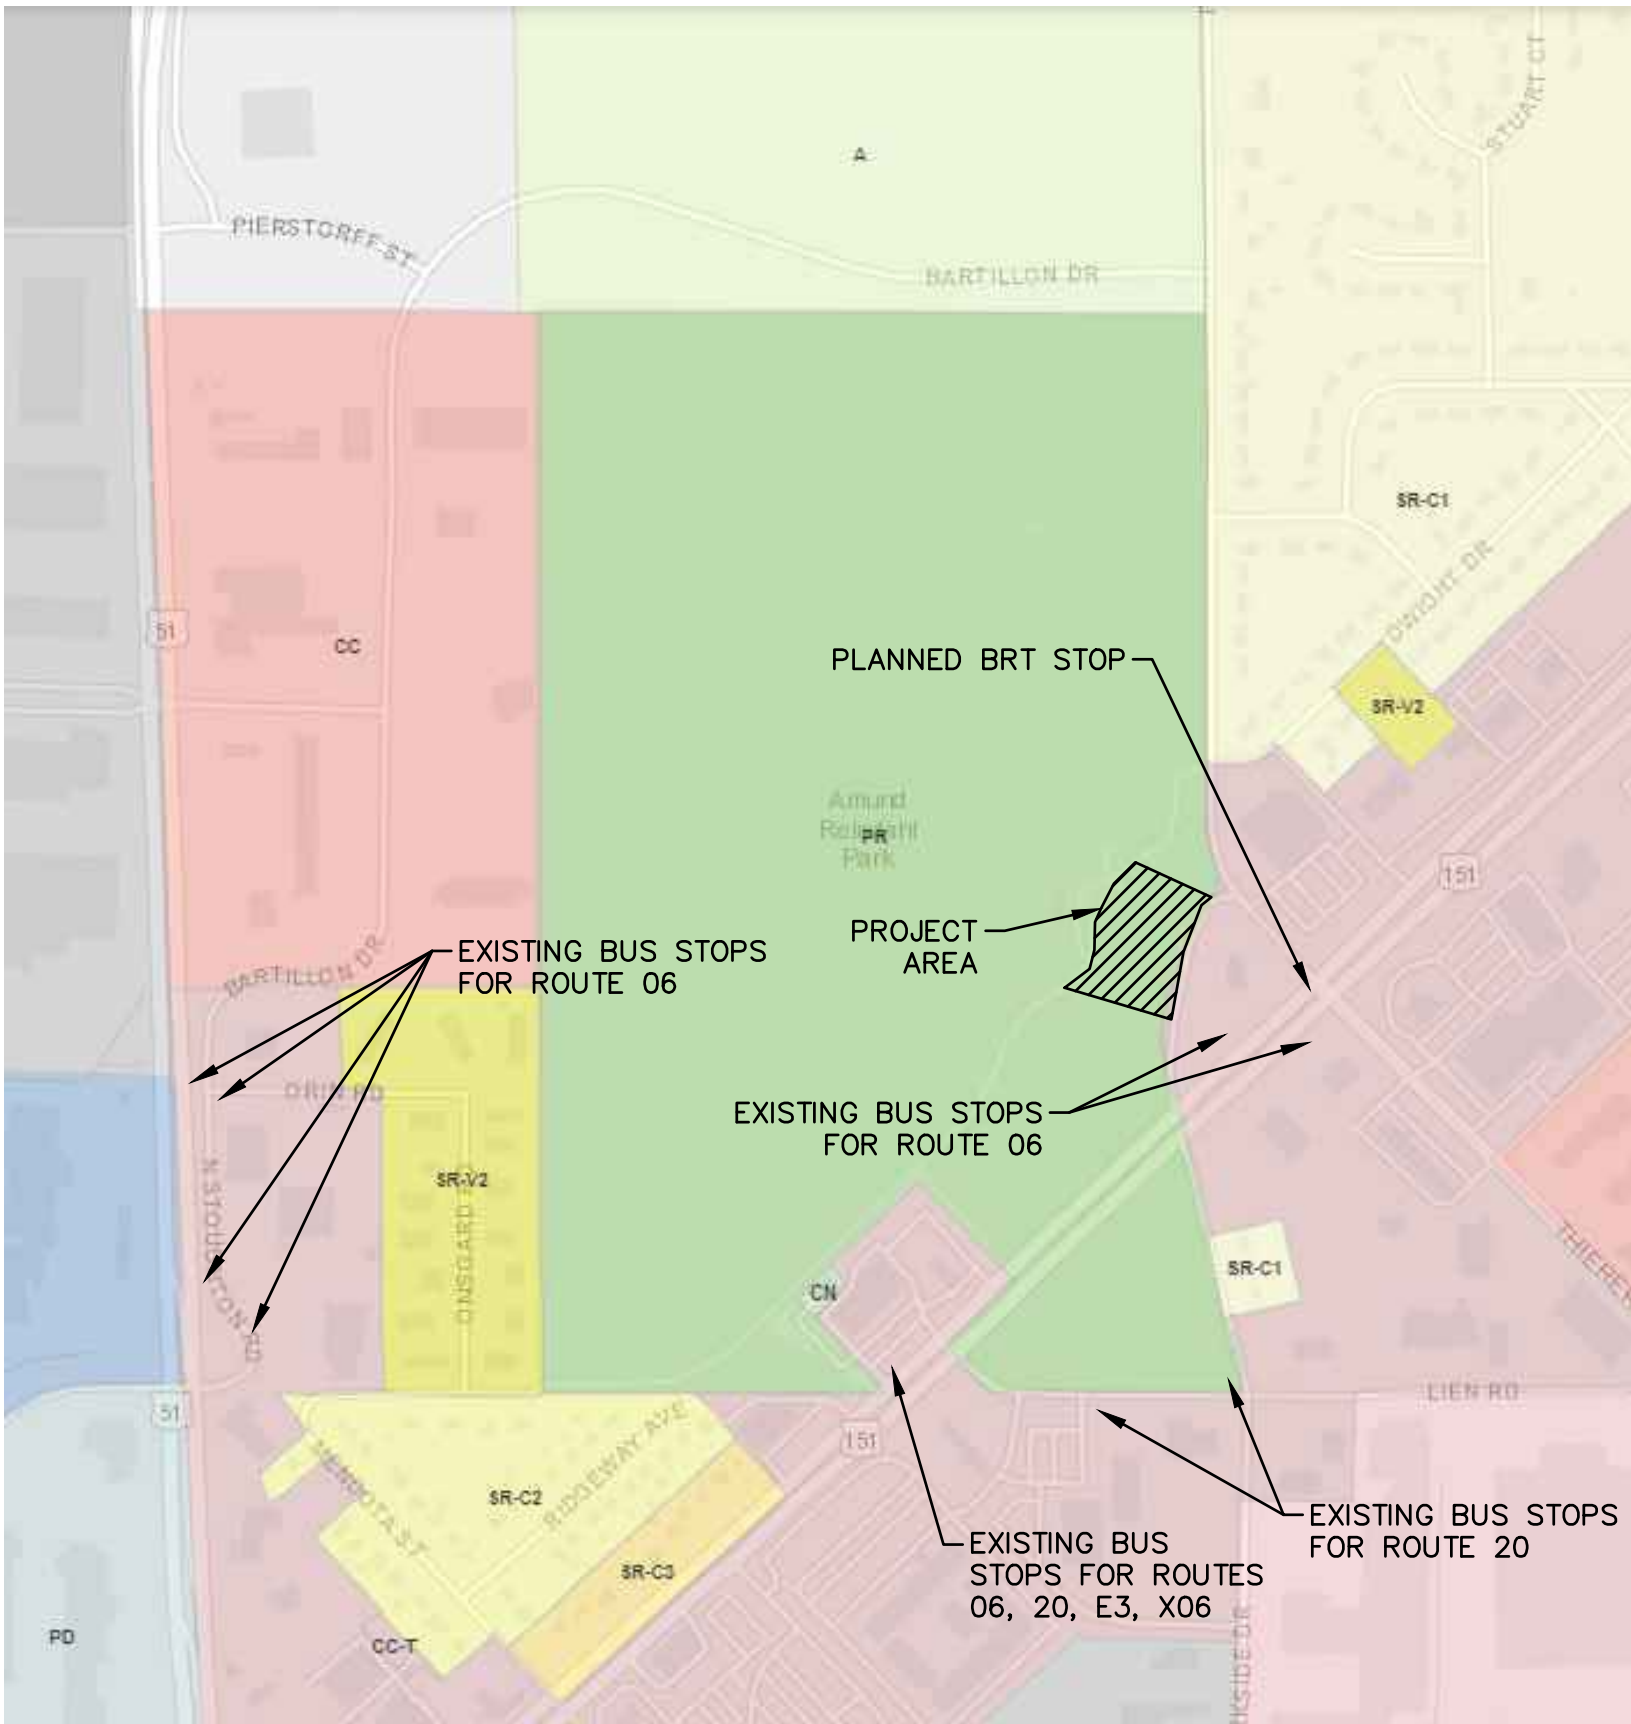 STUART CT
A
PIERSTORFF ST
BARTILLON DR
SR-C1
DWIGHT DR
51
CC
PLANNED BRT STOP
SR-V2
Amund
Park
PR
151
PROJECT
AREA
BARTILLON DR
EXISTING BUS STOPS
FOR ROUTE 06
ORIN RD
EXISTING BUS STOPS
FOR ROUTE 06
SR-V2
ONSGARD
N STOUGHTON RD
THIERER
SR-C1
CN
LIEN RD
51
151
MENDOTA ST
RIDGEWAY AVE
SR-C2
EXISTING BUS STOPS
FOR ROUTE 20
EXISTING BUS
STOPS FOR ROUTES
06, 20, E3, X06
SR-C3
PD
CC-T
KSIDE DR